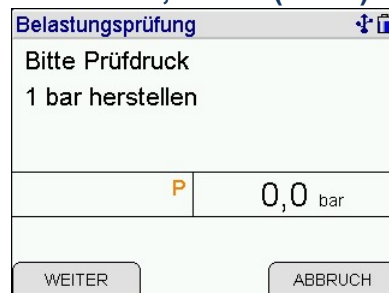 Belastungsprüfung
Bitte Prüfdruck
1 bar herstellen
P
0,0 bar
WEITER
ABBRUCH